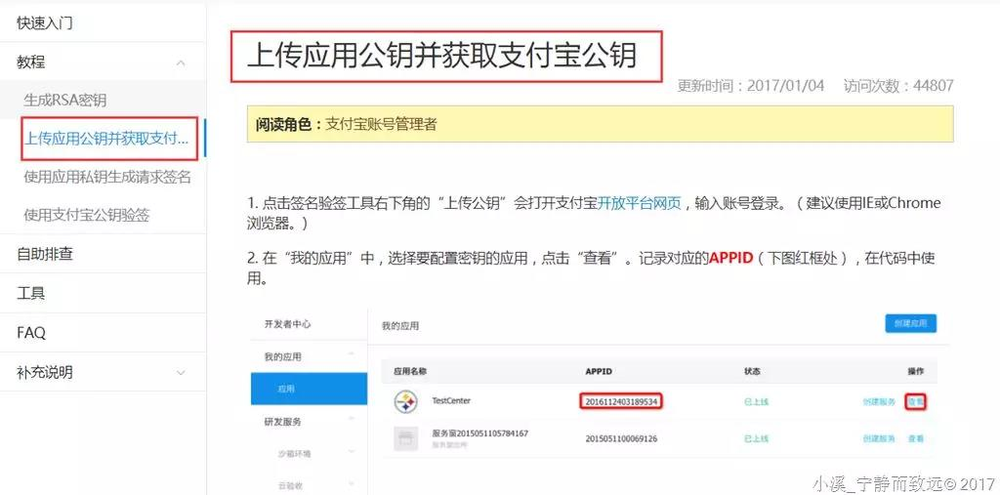 快速入门
教程
生成RSA密钥
上传应用公钥并获取支付...
使用应用私钥生成请求签名
使用支付宝公钥验签
自助排查
工具
FAQ
补充说明
上传应用公钥并获取支付宝公钥
更新时间：2017/01/04 访问次数：44807
阅读角色：支付宝账号管理者
1. 点击签名验签工具右下角的“上传公钥”会打开支付宝开放平台网页，输入账号登录。（建议使用IE或Chrome
浏览器。）
2. 在“我的应用”中，选择要配置密钥的应用，点击“查看”。记录对应的APPID（下图红框处），在代码中使
用。
开发者中心
我的应用
应用
研发服务
沙箱环境
云验收
我的应用
创建应用
应用名称 APPID 状态 操作
TestCenter 2016112403189534 已上线 创建服务 查看
服务窗2015051105784167 2015051100069126 已上线 创建服务 查看
服务窗应用
小溪_宁静而致远© 2017